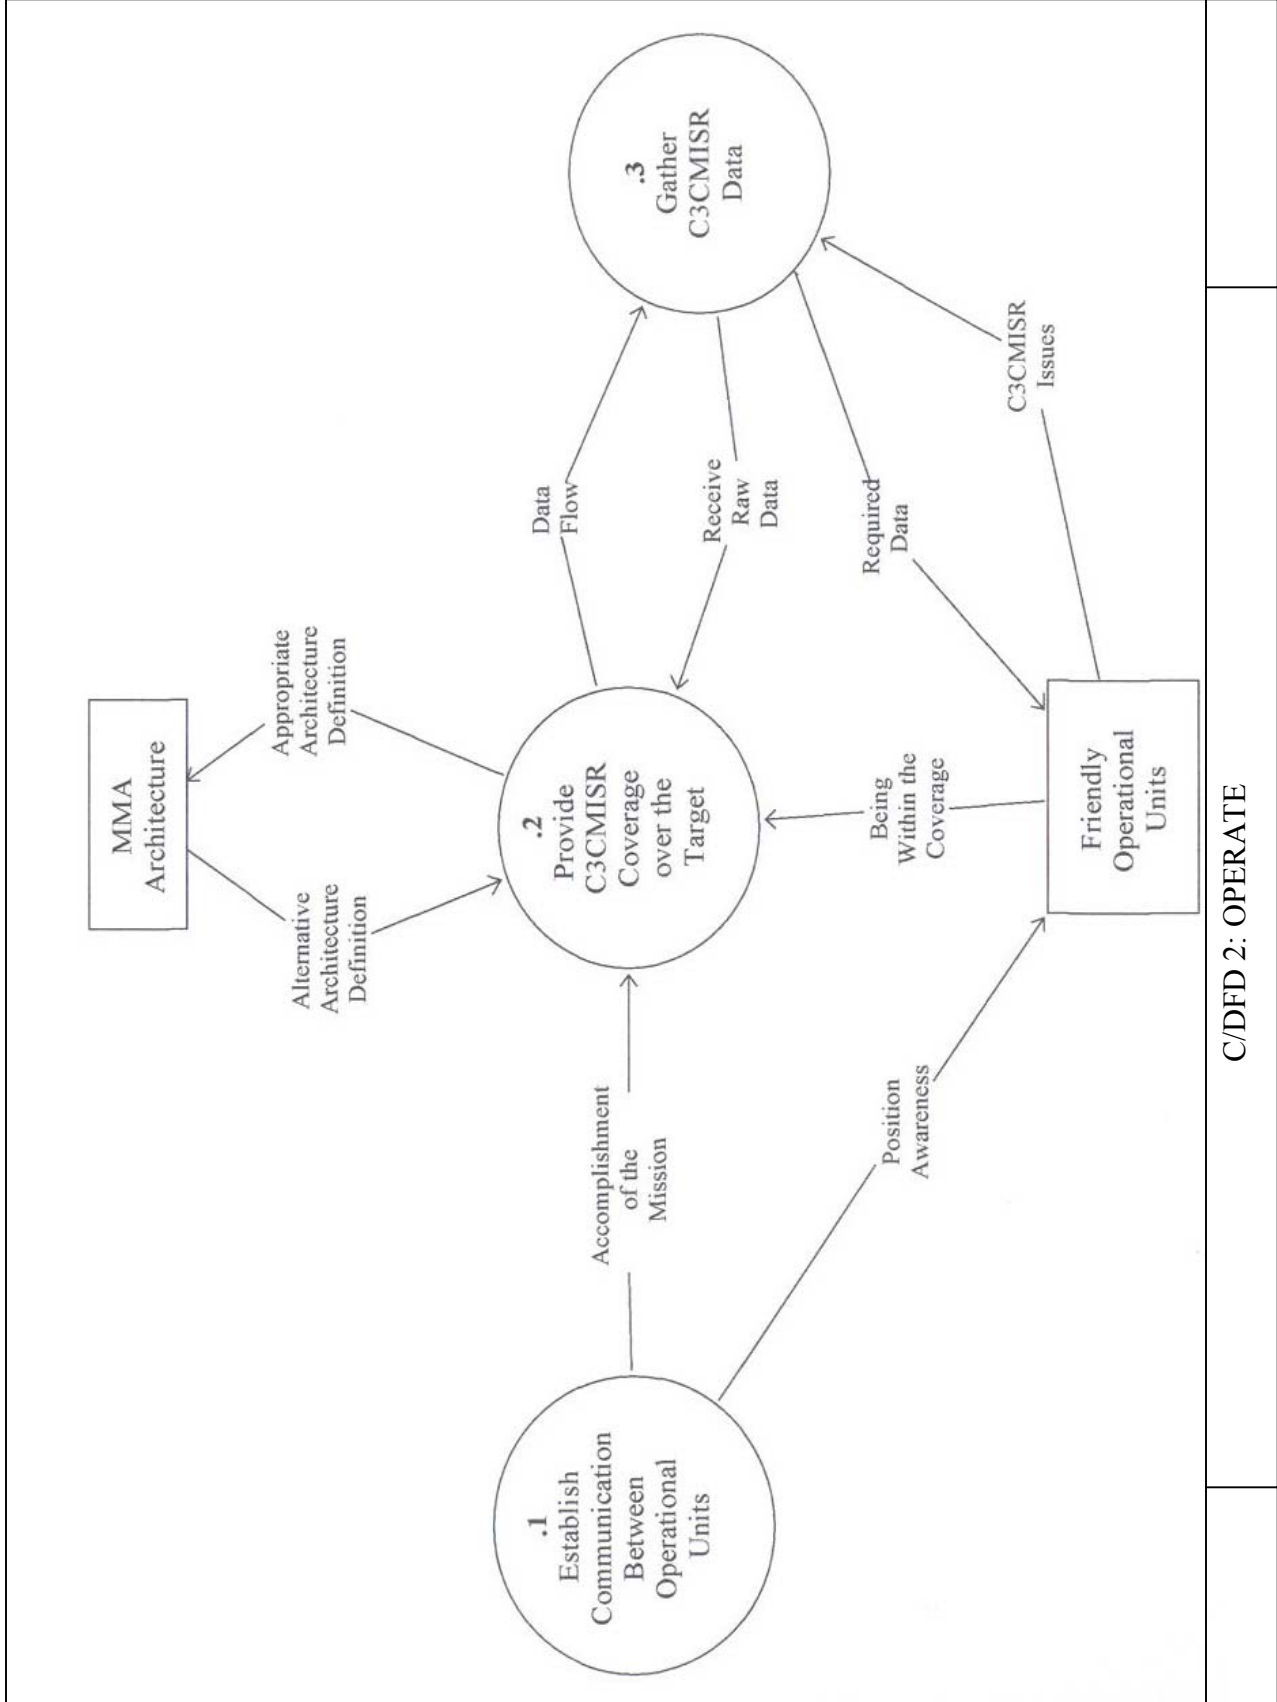 MMA
Architecture
Alternative
Architecture
Definition
Appropriate
Architecture
Definition
Data
Flow
.1
Establish
Communication
Between
Operational
Units
Accomplishment
of the
Mission
.2
Provide
C3CMISR
Coverage
over the
Target
Receive
Raw
Data
.3
Gather
C3CMISR
Data
Position
Awareness
Being
Within the
Coverage
Required
Data
C3CMISR
Issues
Friendly
Operational
Units
C/DFD 2: OPERATE